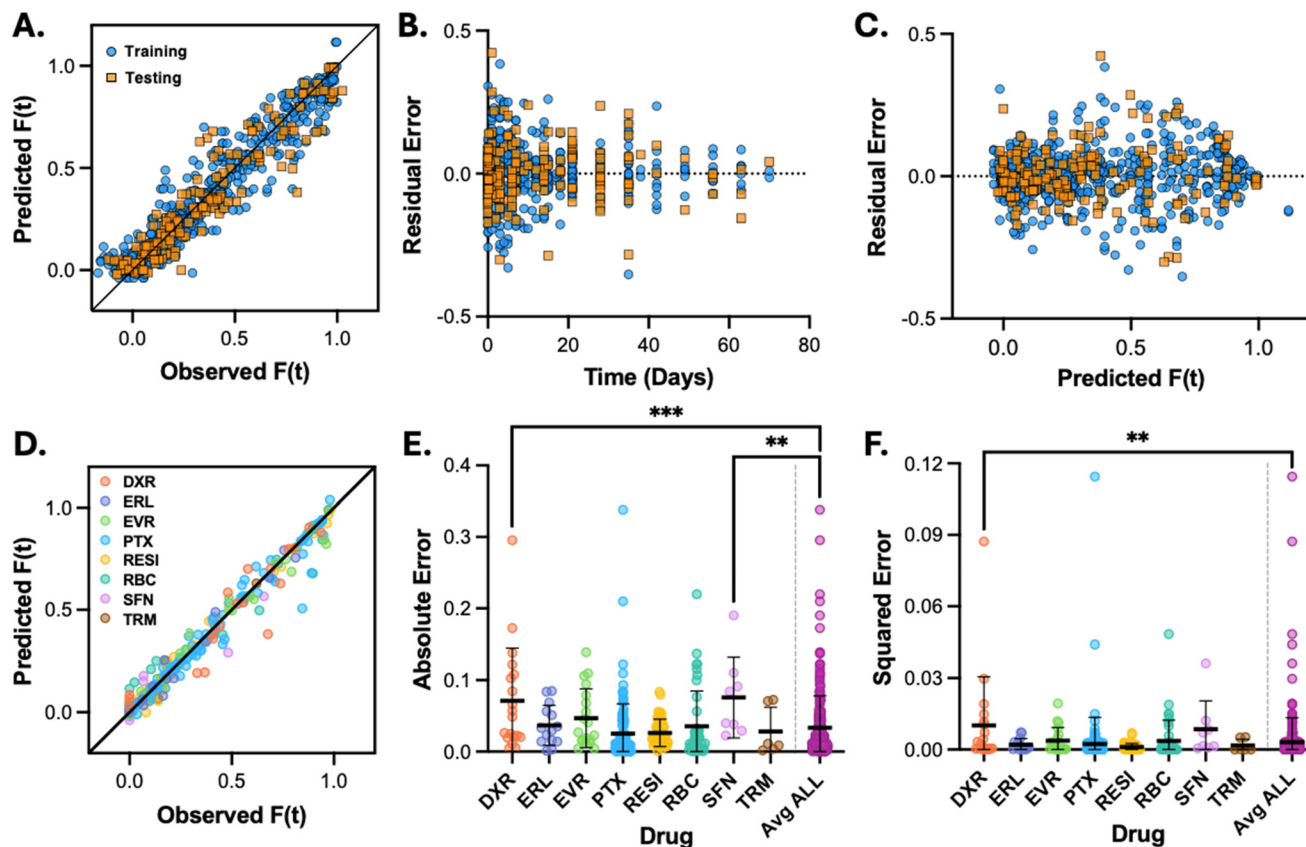 A.
Training
Testing
1.0
0.5
0.0
Predicted F(t)
0.0 0.5 1.0
Observed F(t)
B.
0.5
0.0
-0.5
Residual Error
0 20 40 60 80
Time (Days)
C.
0.5
0.0
-0.5
Residual Error
0.0 0.5 1.0
Predicted F(t)
D.
DXR
ERL
EVR
PTX
RESI
RBC
SFN
TRM
1.0
0.5
0.0
Predicted F(t)
0.0 0.5 1.0
Observed F(t)
E.
***
**
0.4
0.3
0.2
0.1
0.0
Absolute Error
DXR ERL EVR PTX RESI RBC SFN TRM Avg ALL
Drug
F.
**
0.12
0.09
0.06
0.03
0.00
Squared Error
DXR ERL EVR PTX RESI RBC SFN TRM Avg ALL
Drug